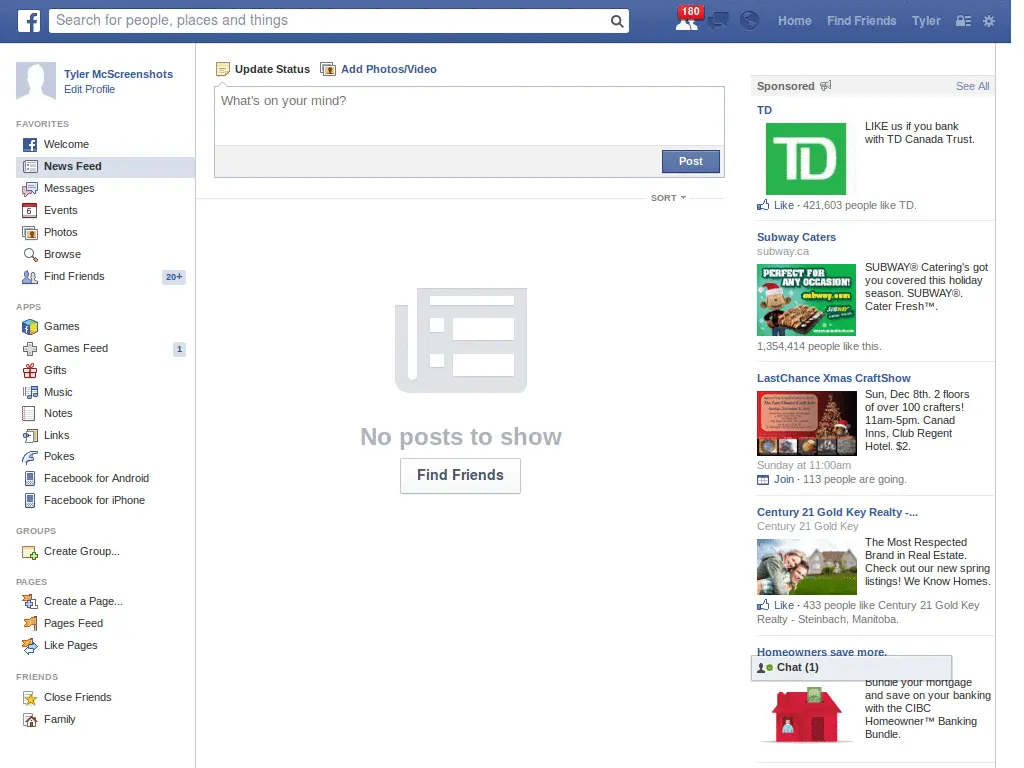 Search for people, places and things
180
Home
Find Friends
Tyler
Tyler McScreenshots
Edit Profile
FAVORITES
Welcome
News Feed
Messages
6
Events
Photos
Browse
Find Friends
20+
APPS
Games
Games Feed
1
Gifts
Music
Notes
Links
Pokes
Facebook for Android
Facebook for iPhone
GROUPS
Create Group...
PAGES
Create a Page...
Pages Feed
Like Pages
FRIENDS
Close Friends
Family
Update Status
Add Photos/Video
What's on your mind?
Post
SORT
No posts to show
Find Friends
Sponsored
See All
TD
TD
LIKE us if you bank
with TD Canada Trust.
Like · 421,603 people like TD.
Subway Caters
subway.ca
PERFECT FOR
ANY OCCASION!
SUBWAY® Catering's got
you covered this holiday
season. SUBWAY®.
Cater Fresh™.
1,354,414 people like this.
LastChance Xmas CraftShow
Sun, Dec 8th. 2 floors
of over 100 crafters!
11am-5pm. Canad
Inns, Club Regent
Hotel. $2.
Sunday at 11:00am
Join · 113 people are going.
Century 21 Gold Key Realty -...
Century 21 Gold Key
The Most Respected
Brand in Real Estate.
Check out our new spring
listings! We Know Homes.
Like · 433 people like Century 21 Gold Key
Realty - Steinbach, Manitoba.
Homeowners save more.
Chat (1)
Bundle your mortgage
and save on your banking
with the CIBC
Homeowner™ Banking
Bundle.